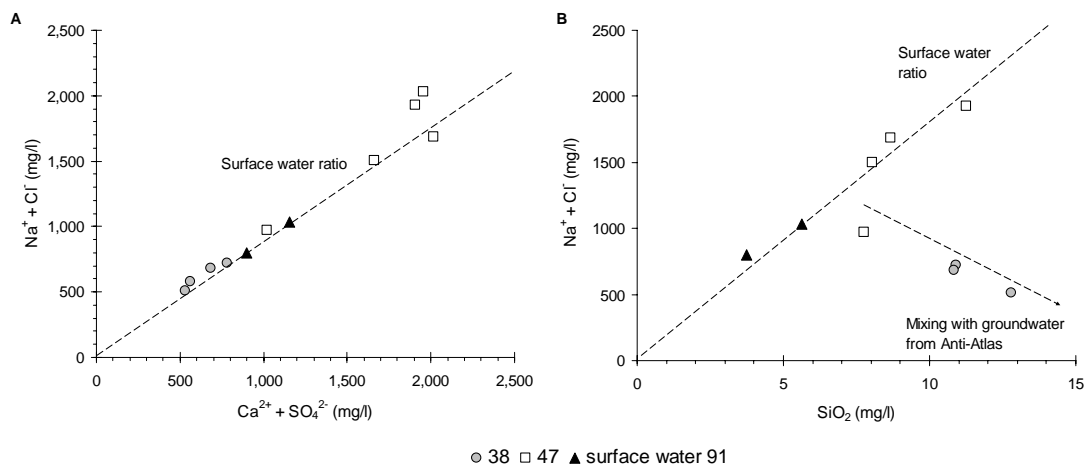 A
2,500
2,000
1,500
1,000
500
0
Na⁺ + Cl⁻ (mg/l)
Surface water ratio
0 500 1,000 1,500 2,000 2,500
Ca²⁺ + SO₄²⁻ (mg/l)
B
2500
2000
1500
1000
500
0
Na⁺ + Cl⁻ (mg/l)
Surface water
ratio
Mixing with groundwater
from Anti-Atlas
0 5 10 15
SiO₂ (mg/l)
38 47 surface water 91